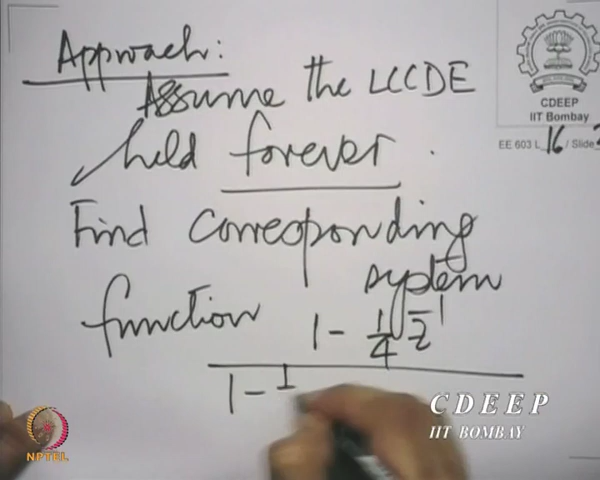 Approach:
Assume the LCCDE
held forever.
Find corresponding
system
function
1 - 1/4 z^-1
1 - 1
CDEEP
IIT Bombay
EE 603 L 16 / Slide
CDEEP
IIT BOMBAY
NPTEL